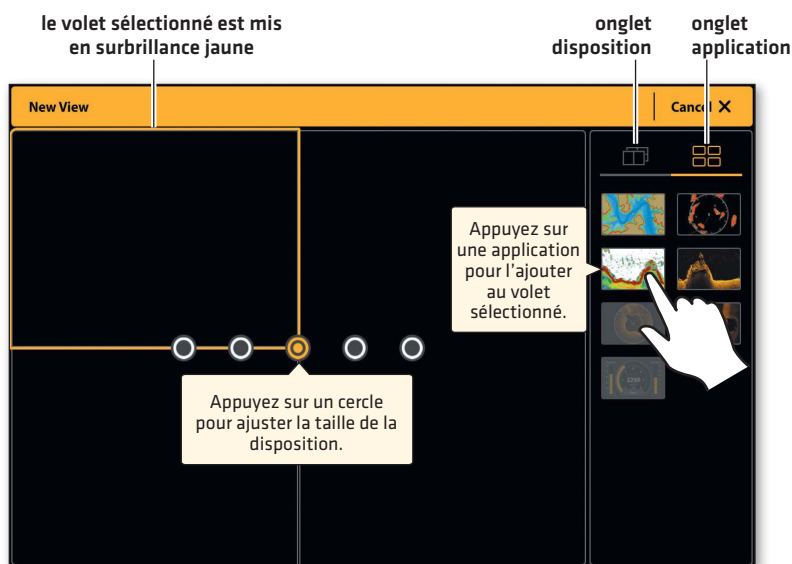 le volet sélectionné est mis
en surbrillance jaune
onglet
disposition
onglet
application
New View
Cancel X
Appuyez sur
une application
pour l'ajouter
au volet
sélectionné.
Appuyez sur un cercle
pour ajuster la taille de la
disposition.